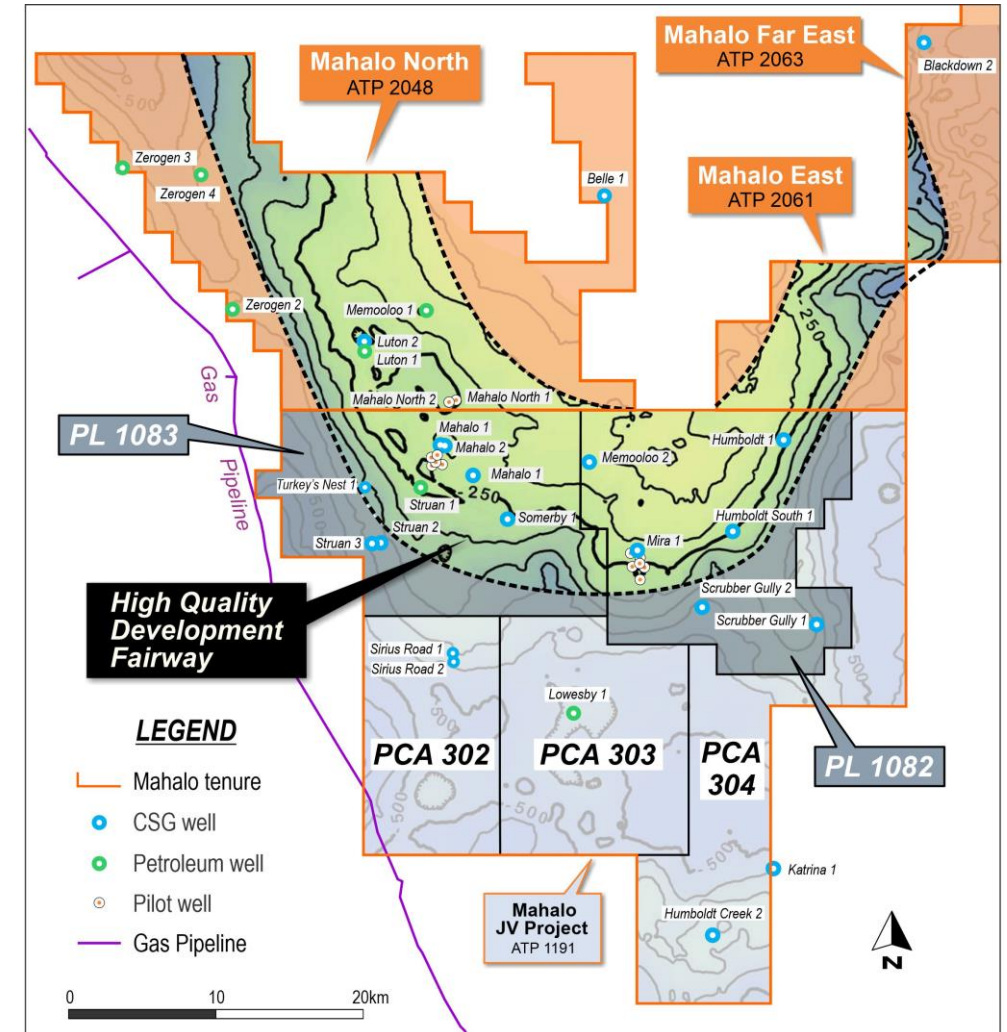 Mahalo North
ATP 2048
Mahalo Far East
ATP 2063
Blackdown 2
-500
-500
Zerogen 3
Zerogen 4
Belle 1
Mahalo East
ATP 2061
Zerogen 2
Memooloo 1
-250
Luton 2
Luton 1
Gas
Pipeline
Mahalo North 2
Mahalo North 1
PL 1083
Mahalo 1
Mahalo 2
Memooloo 2
Humboldt 1
Mahalo 1
Turkey's Nest 1
Struan 1
-250
Somerby 1
Humboldt South 1
Struan 2
Struan 3
Mira 1
High Quality
Development
Fairway
Scrubber Gully 2
Scrubber Gully 1
Sirius Road 1
Sirius Road 2
Lowesby 1
PCA 302
PCA 303
PCA
304
PL 1082
-500
-500
-500
LEGEND
Mahalo tenure
CSG well
Petroleum well
Pilot well
Gas Pipeline
Mahalo
JV Project
ATP 1191
Katrina 1
Humboldt Creek 2
N
0
10
20km